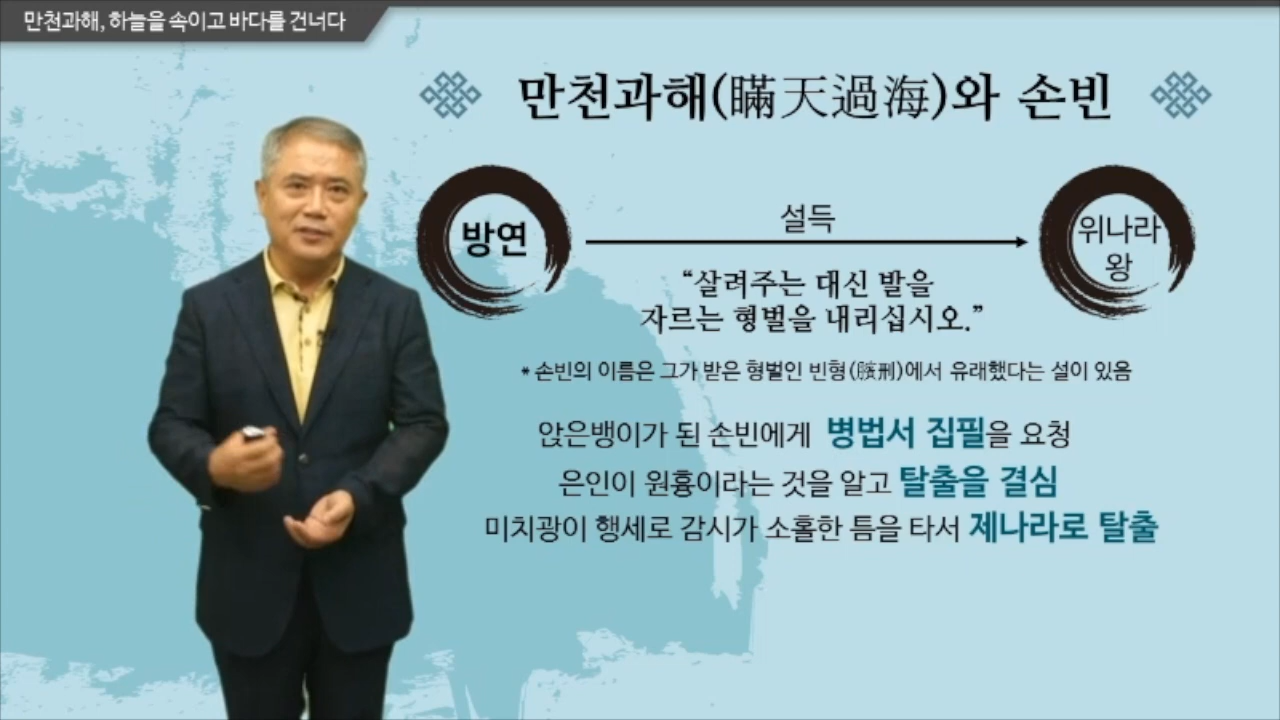 만천과해, 하늘을 속이고 바다를 건너다
만천과해(瞞天過海)와 손빈
방연
설득
위나라
왕
“살려주는 대신 발을
자르는 형벌을 내리십시오.”
* 손빈의 이름은 그가 받은 형벌인 빈형(臏刑)에서 유래했다는 설이 있음
앉은뱅이가 된 손빈에게 병법서 집필을 요청
은인이 원흉이라는 것을 알고 탈출을 결심
미치광이 행세로 감시가 소홀한 틈을 타서 제나라로 탈출